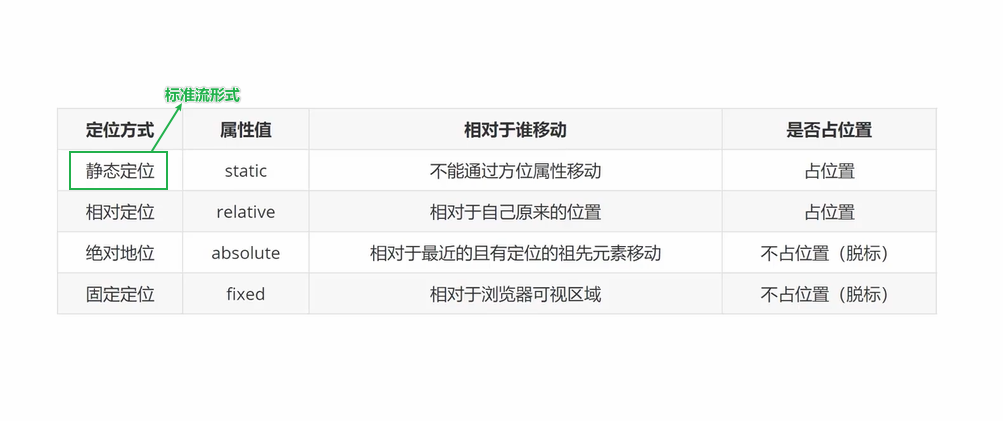 标准流形式
定位方式 属性值 相对于谁移动 是否占位置
静态定位 static 不能通过方位属性移动 占位置
相对定位 relative 相对于自己原来的位置 占位置
绝对地位 absolute 相对于最近的且有定位的祖先元素移动 不占位置（脱标）
固定定位 fixed 相对于浏览器可视区域 不占位置（脱标）